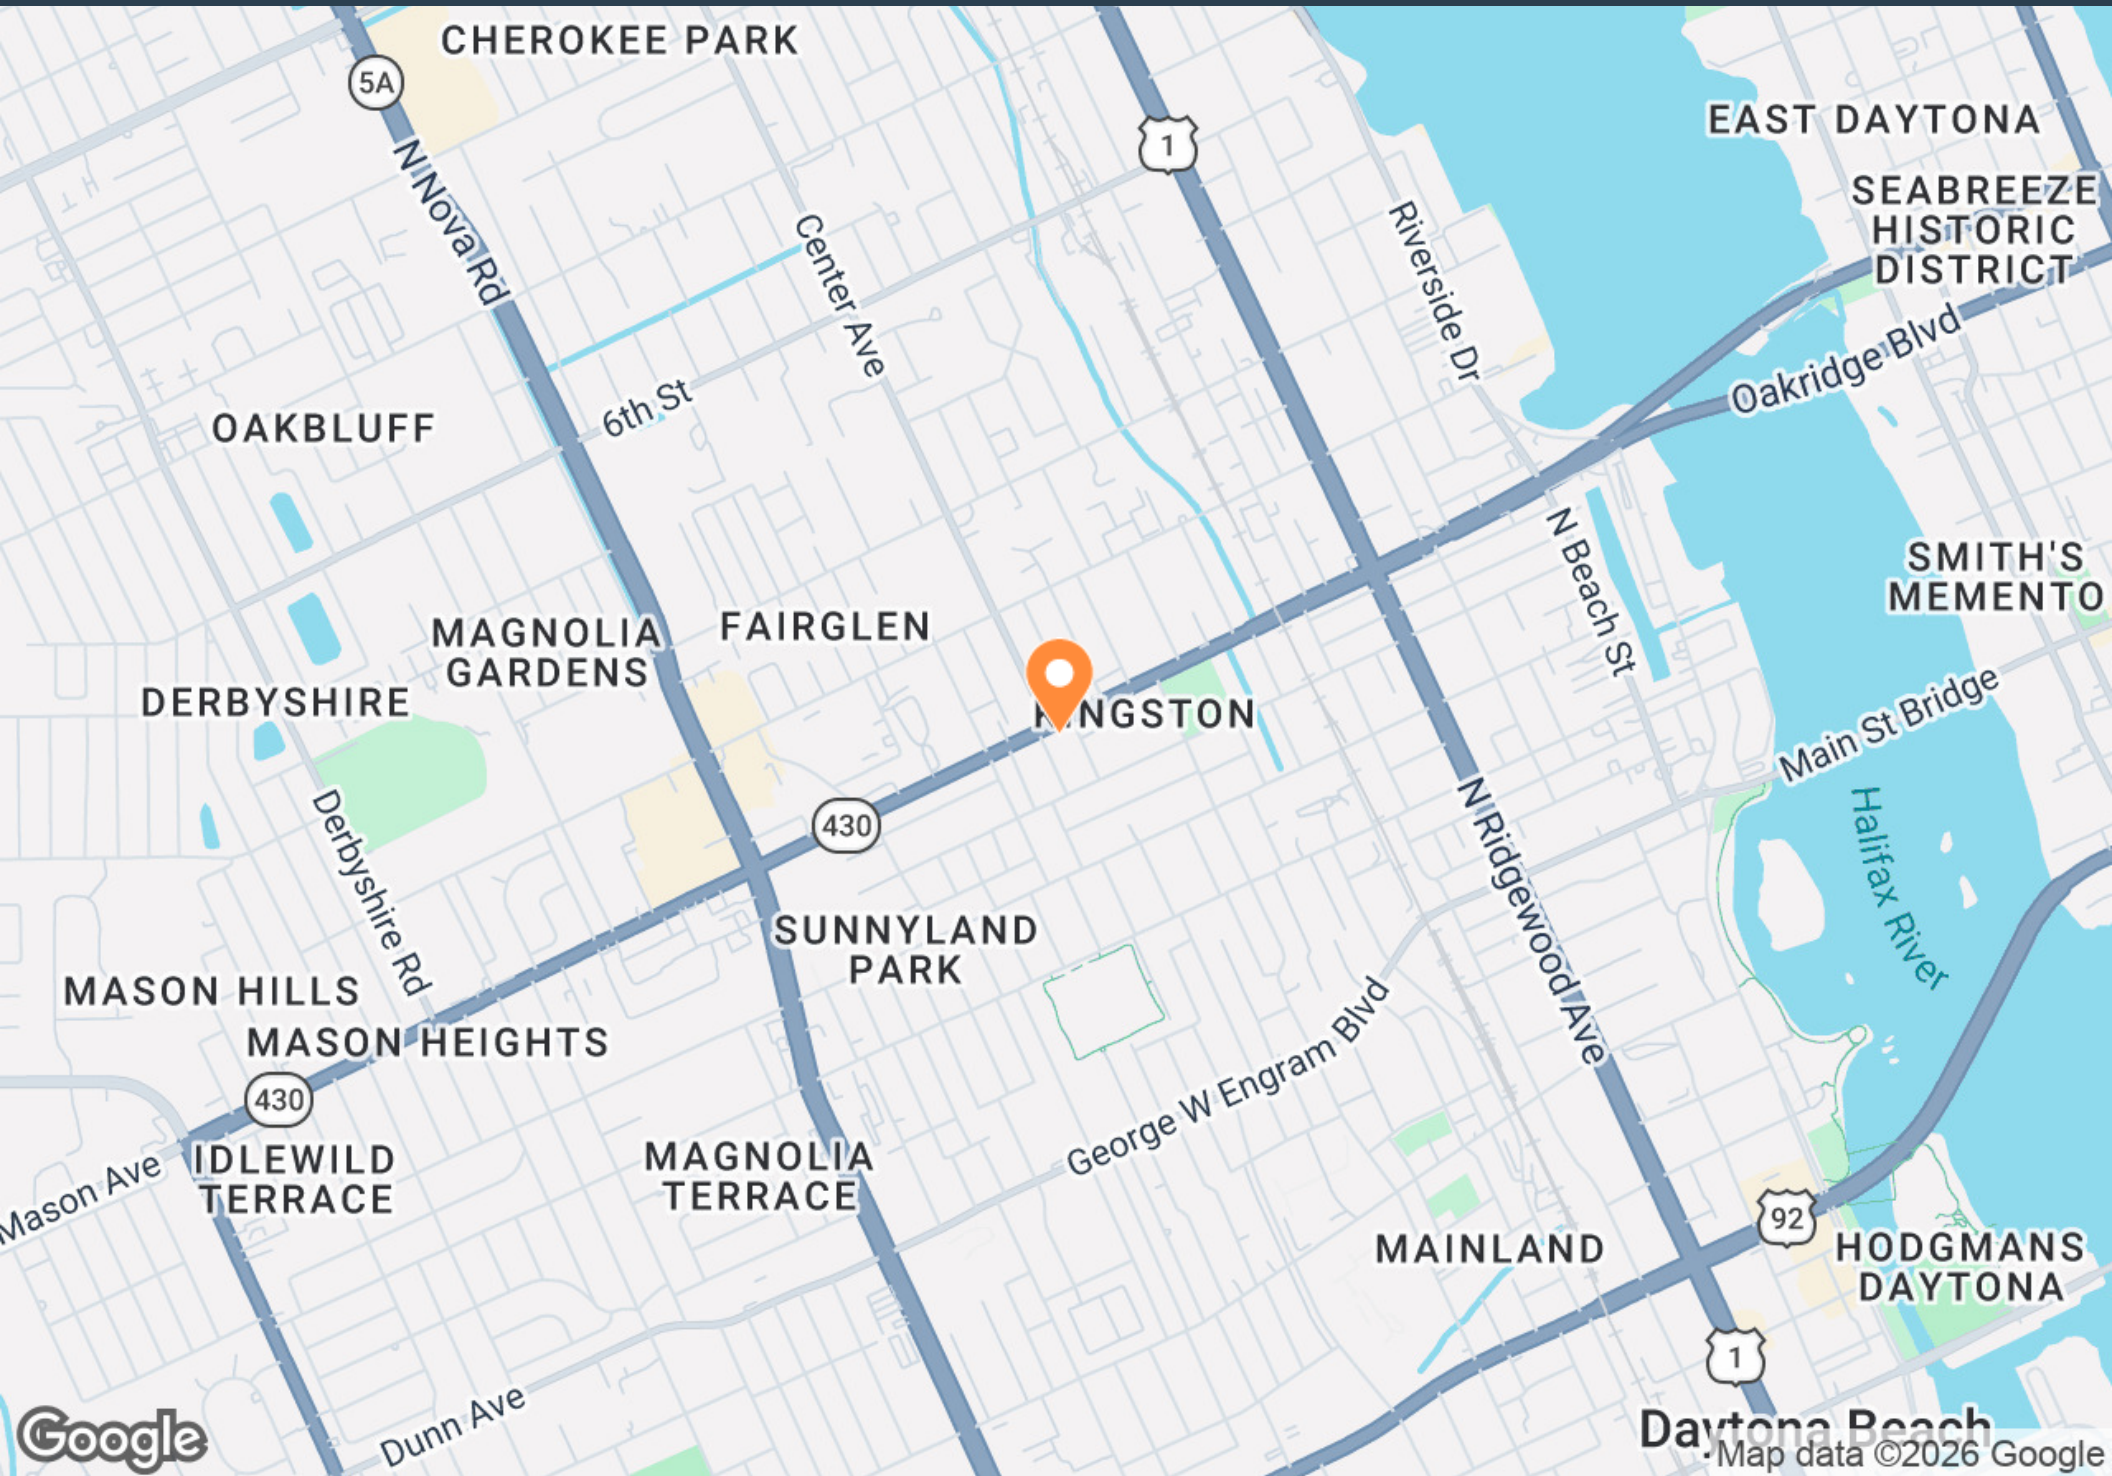 CHEROKEE PARK
5A
1
EAST DAYTONA
SEABREEZE
HISTORIC
DISTRICT
N Nova Rd
Center Ave
Riverside Dr
Oakridge Blvd
6th St
OAKBLUFF
N Beach St
SMITH'S
MEMENTO
MAGNOLIA
GARDENS
FAIRGLEN
DERBYSHIRE
KINGSTON
Main St Bridge
430
Derbyshire Rd
N Ridgewood Ave
Halifax River
SUNNYLAND
PARK
MASON HILLS
MASON HEIGHTS
430
George W Engram Blvd
IDLEWILD
TERRACE
Mason Ave
MAGNOLIA
TERRACE
92
MAINLAND
HODGMANS
DAYTONA
1
Dunn Ave
Daytona Beach
Google
Map data ©2026 Google